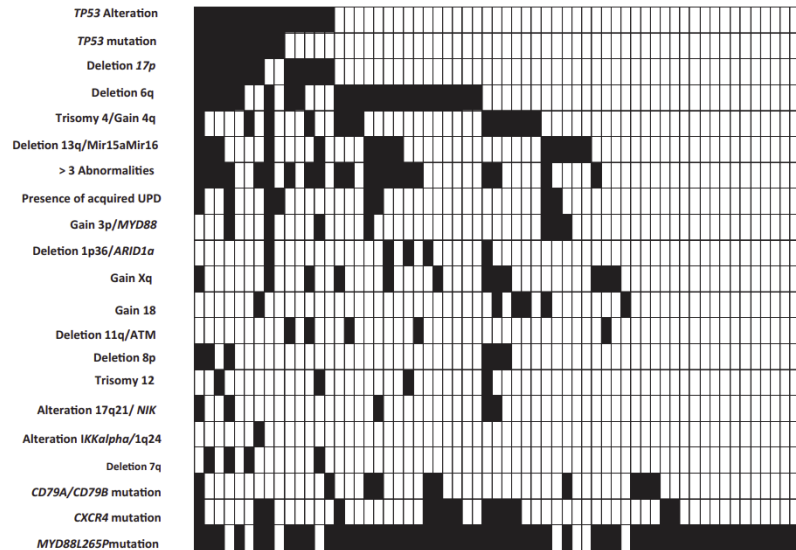 TP53 Alteration
TP53 mutation
Deletion 17p
Deletion 6q
Trisomy 4/Gain 4q
Deletion 13q/Mir15aMir16
> 3 Abnormalities
Presence of acquired UPD
Gain 3p/MYD88
Deletion 1p36/ARID1a
Gain Xq
Gain 18
Deletion 11q/ATM
Deletion 8p
Trisomy 12
Alteration 17q21/ NIK
Alteration IKKalpha/1q24
Deletion 7q
CD79A/CD79B mutation
CXCR4 mutation
MYD88L265Pmutation